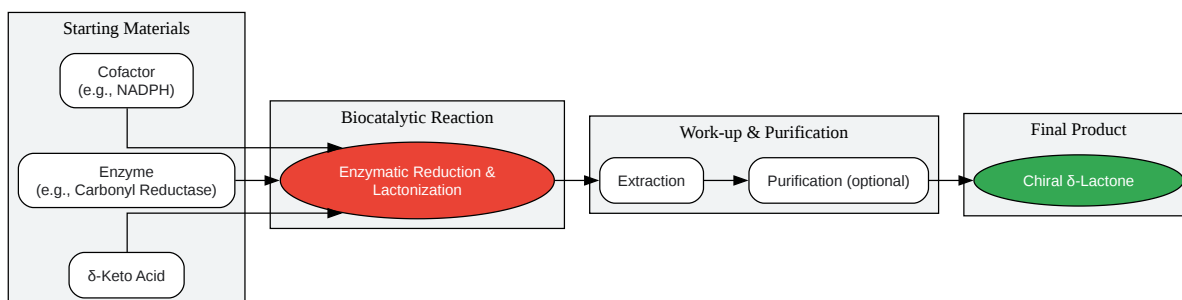 Starting Materials
Cofactor
(e.g., NADPH)
Enzyme
(e.g., Carbonyl Reductase)
δ-Keto Acid
Biocatalytic Reaction
Enzymatic Reduction &
Lactonization
Work-up & Purification
Extraction
Purification (optional)
Final Product
Chiral δ-Lactone